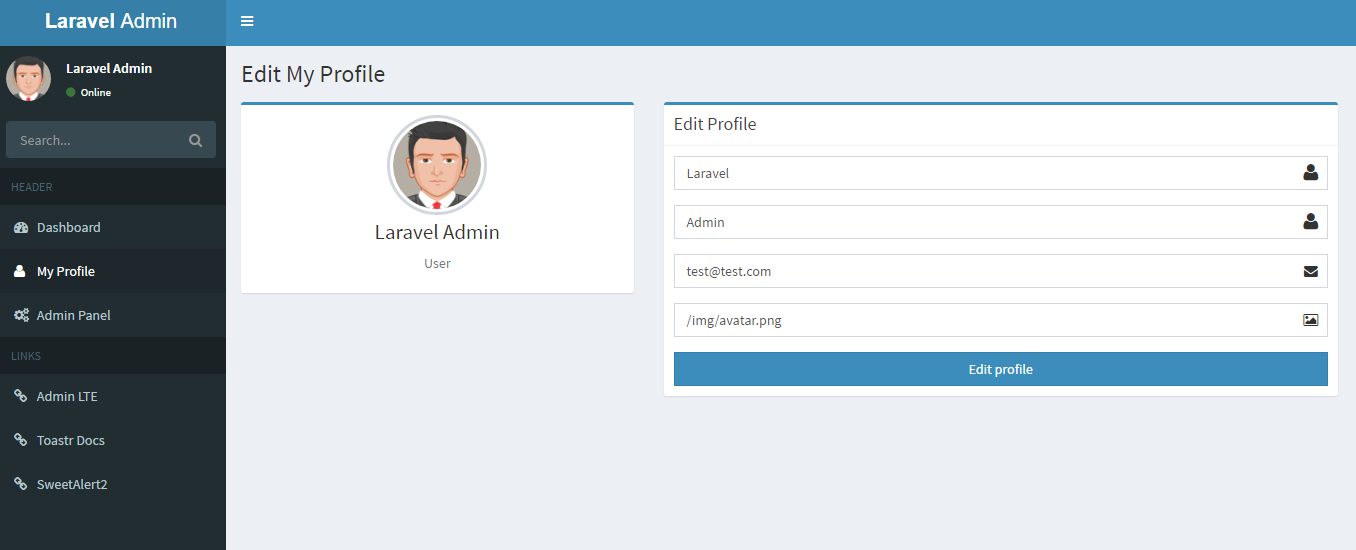 Laravel Admin
Laravel Admin
Online
Search...
HEADER
Dashboard
My Profile
Admin Panel
LINKS
Admin LTE
Toastr Docs
SweetAlert2
Edit My Profile
Laravel Admin
User
Edit Profile
Laravel
Admin
test@test.com
/img/avatar.png
Edit profile